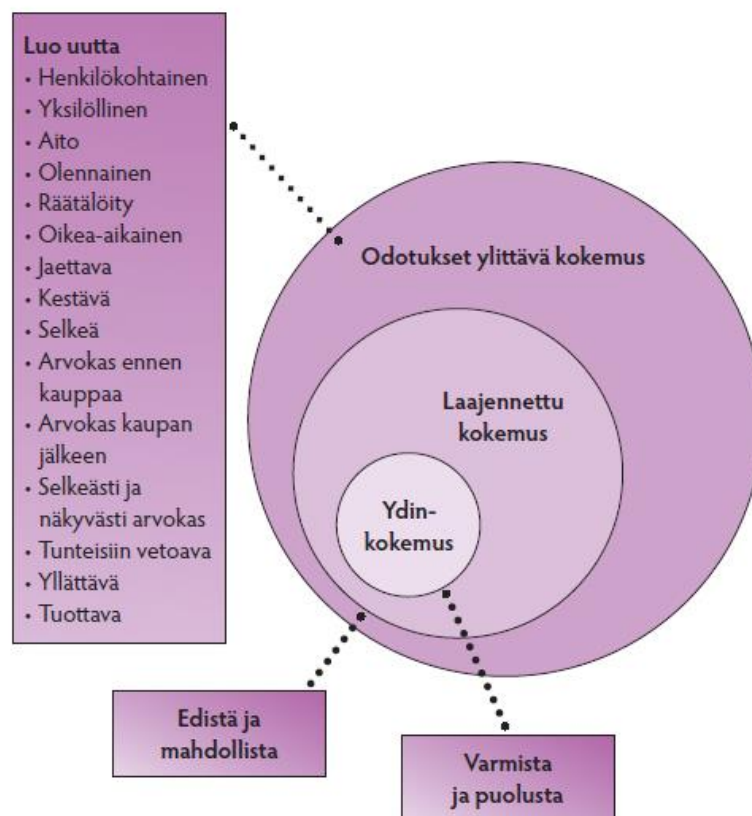 Luo uutta
• Henkilökohtainen
• Yksilöllinen
• Aito
• Olennainen
• Räätälöity
• Oikea-aikainen
• Jaettava
• Kestävä
• Selkeä
• Arvokas ennen
kauppaa
• Arvokas kaupan
jälkeen
• Selkeästi ja
näkyvästi arvokas
• Tunteisiin vetoava
• Yllättävä
• Tuottava
Odotukset ylittävä kokemus
Laajennettu
kokemus
Ydin-
kokemus
Edistä ja
mahdollista
Varmista
ja puolusta